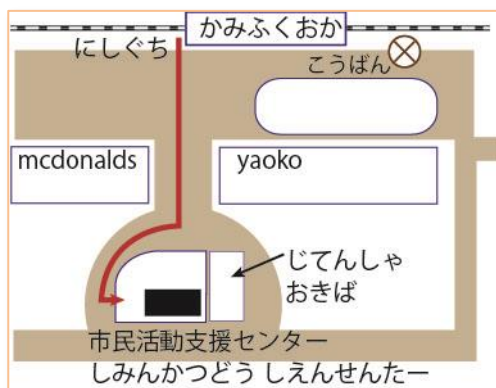 かみふくおか
にしぐち
こうばん
mcdonalds
yaoko
じてんしゃ
おきば
市民活動支援センター
しみんかつどう しえんせんたー